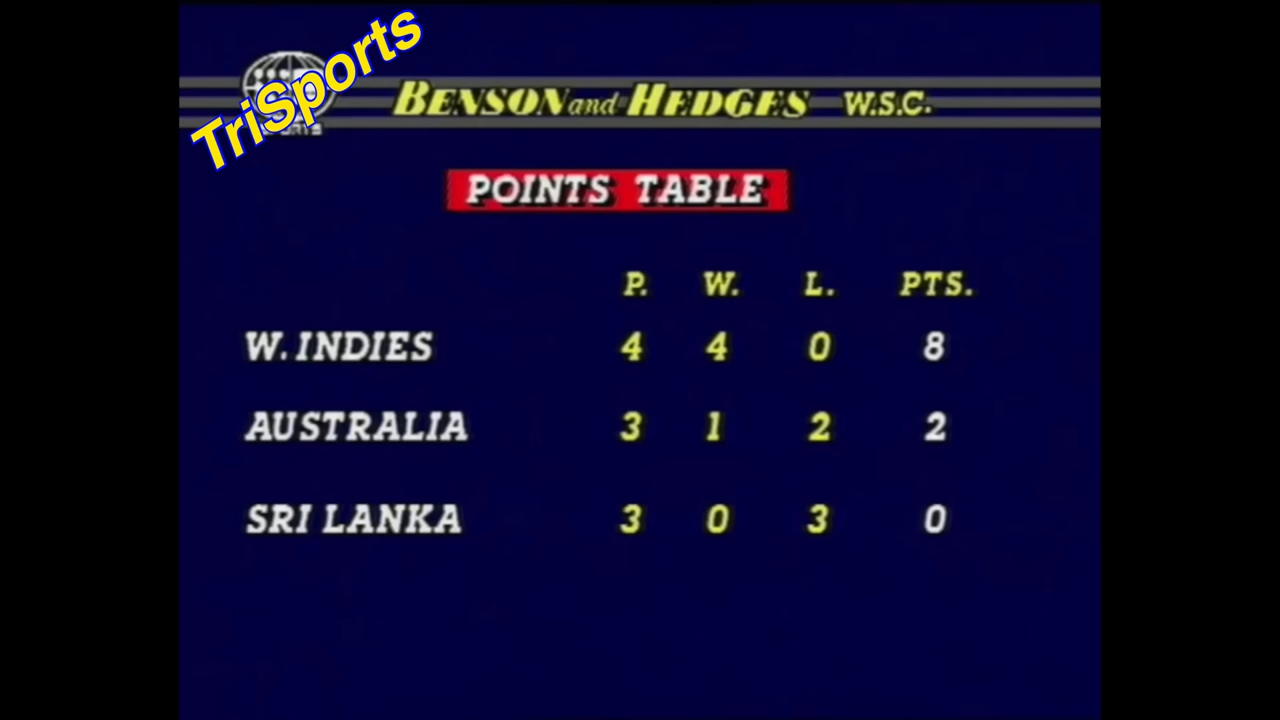 TriSports
BENSON and HEDGES W.S.C.
POINTS TABLE
P. W. L. PTS.
W. INDIES 4 4 0 8
AUSTRALIA 3 1 2 2
SRI LANKA 3 0 3 0